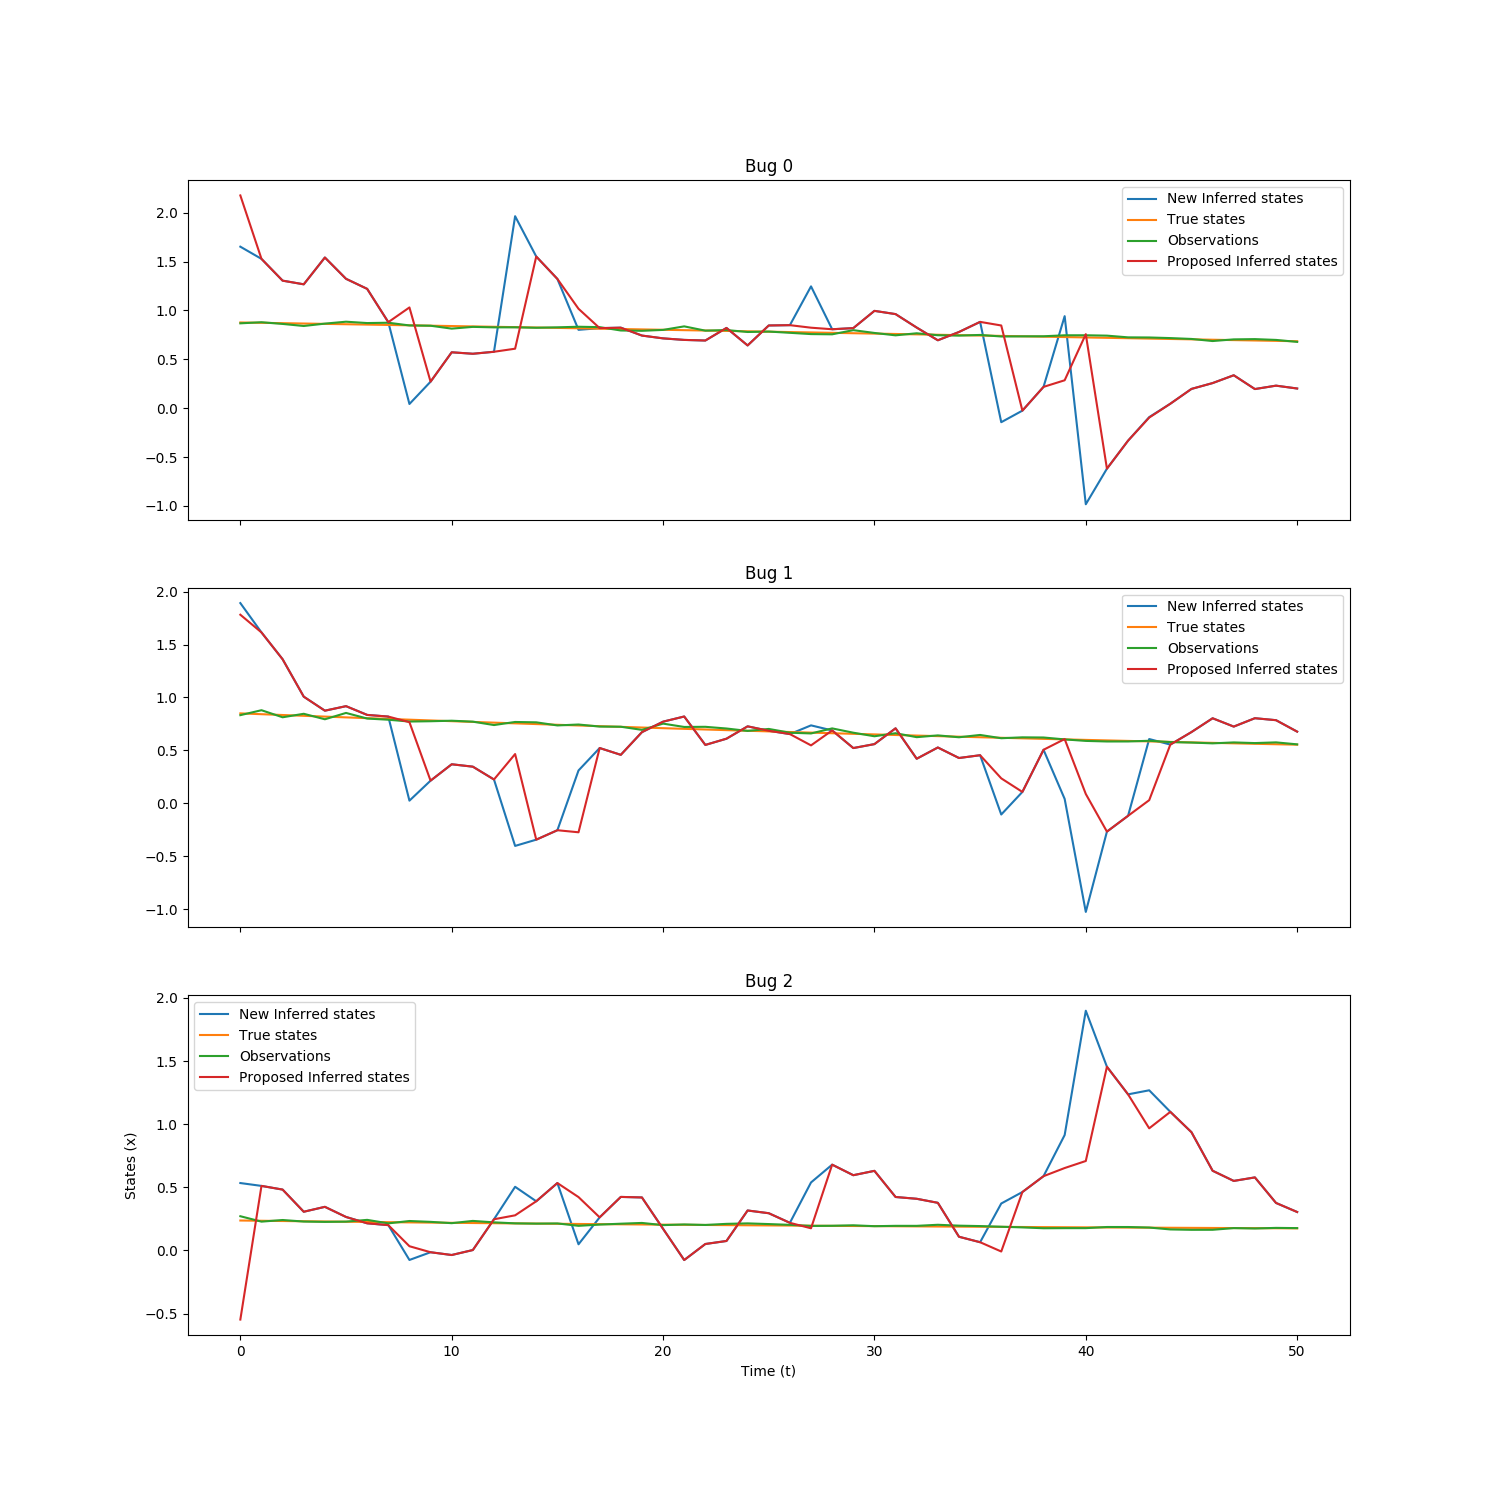 Bug 0
2.0
1.5
1.0
0.5
0.0
−0.5
−1.0
New Inferred states
True states
Observations
Proposed Inferred states
Bug 1
2.0
1.5
1.0
0.5
0.0
−0.5
−1.0
New Inferred states
True states
Observations
Proposed Inferred states
Bug 2
States (x)
2.0
1.5
1.0
0.5
0.0
−0.5
New Inferred states
True states
Observations
Proposed Inferred states
0 10 20 30 40 50
Time (t)